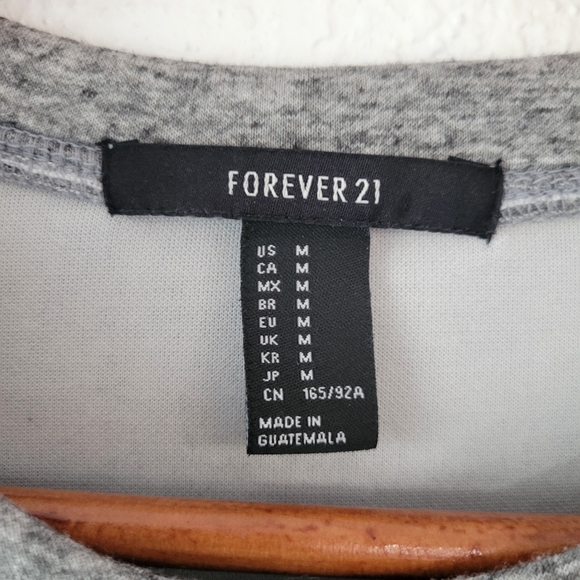 FOREVER 21
US M
CA M
MX M
BR M
EU M
UK M
KR M
JP M
CN 165/92A
MADE IN
GUATEMALA